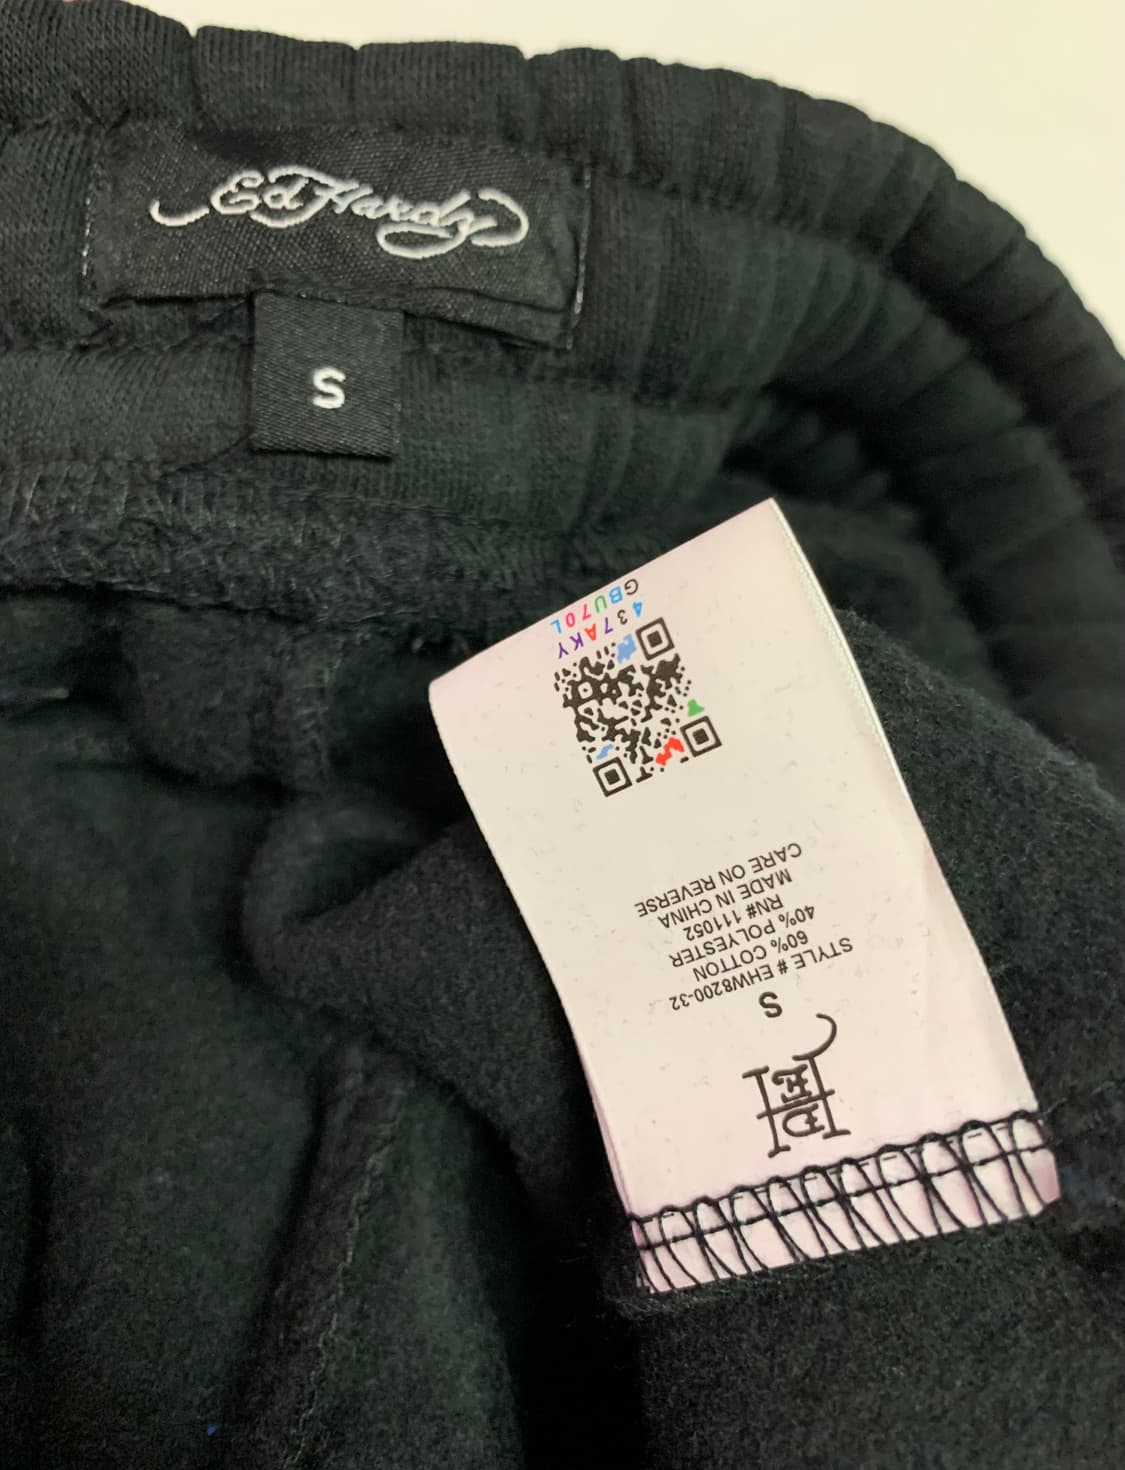 Ed Hardy
S
S
STYLE # EHW8200-32
60% COTTON
40% POLYESTER
RN# 111052
MADE IN CHINA
CARE ON REVERSE
437AKY
GBU70L